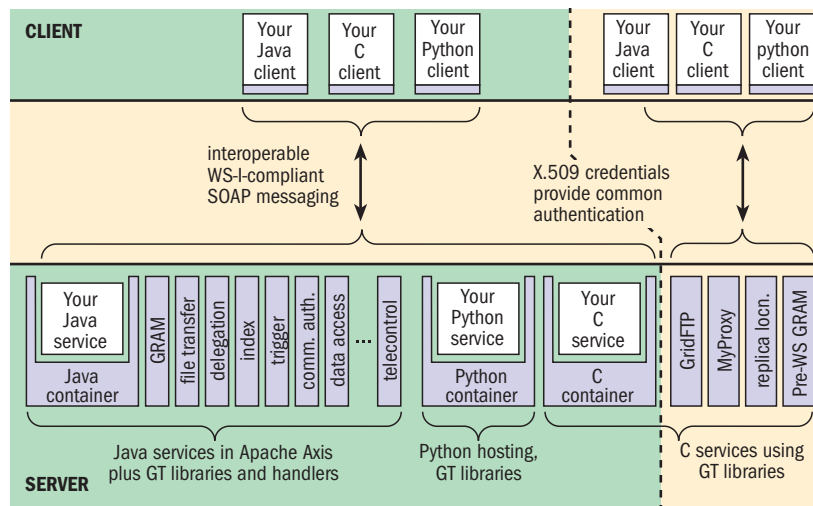 CLIENT
Your
Java
client
Your
C
client
Your
Python
client
Your
Java
client
Your
C
client
Your
python
client
interoperable
WS-I-compliant
SOAP messaging
X.509 credentials
provide common
authentication
Your
Java
service
Java
container
GRAM
file transfer
delegation
index
trigger
comm. auth.
data access
...
telecontrol
Your
Python
service
Python
container
Your
C
service
C
container
GridFTP
MyProxy
replica locn.
Pre-WS GRAM
Java services in Apache Axis
plus GT libraries and handlers
Python hosting,
GT libraries
C services using
GT libraries
SERVER